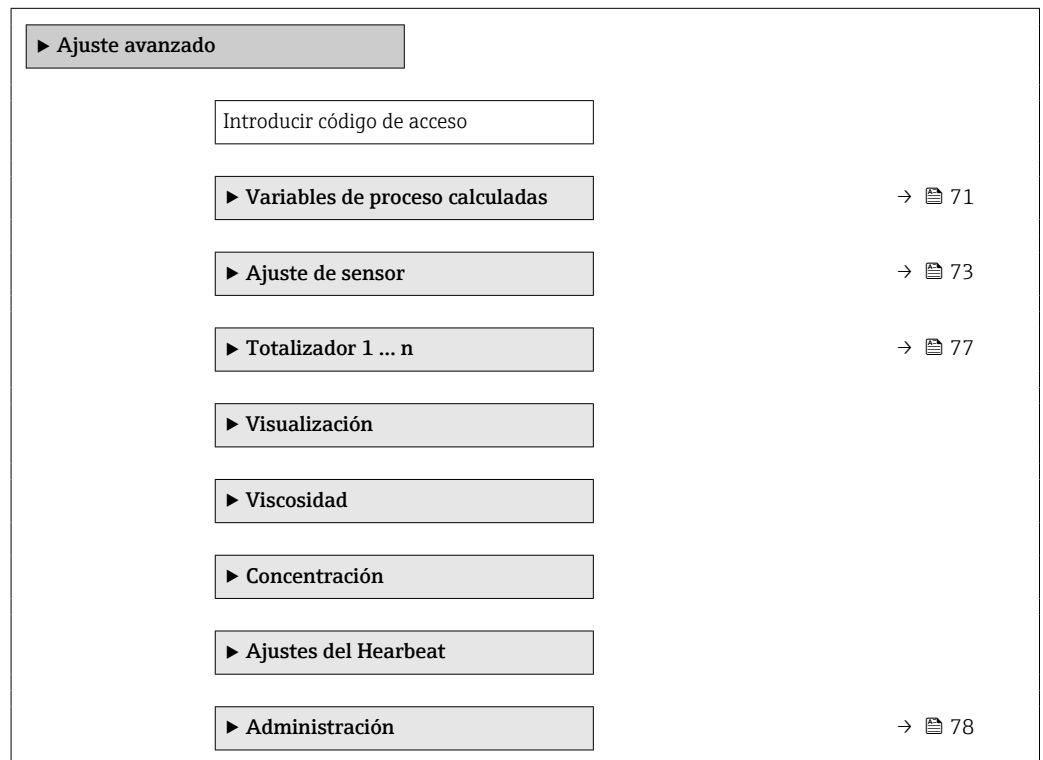 ▶ Ajuste avanzado
Introducir código de acceso
▶ Variables de proceso calculadas → 71
▶ Ajuste de sensor → 73
▶ Totalizador 1 … n → 77
▶ Visualización
▶ Viscosidad
▶ Concentración
▶ Ajustes del Hearbeat
▶ Administración → 78